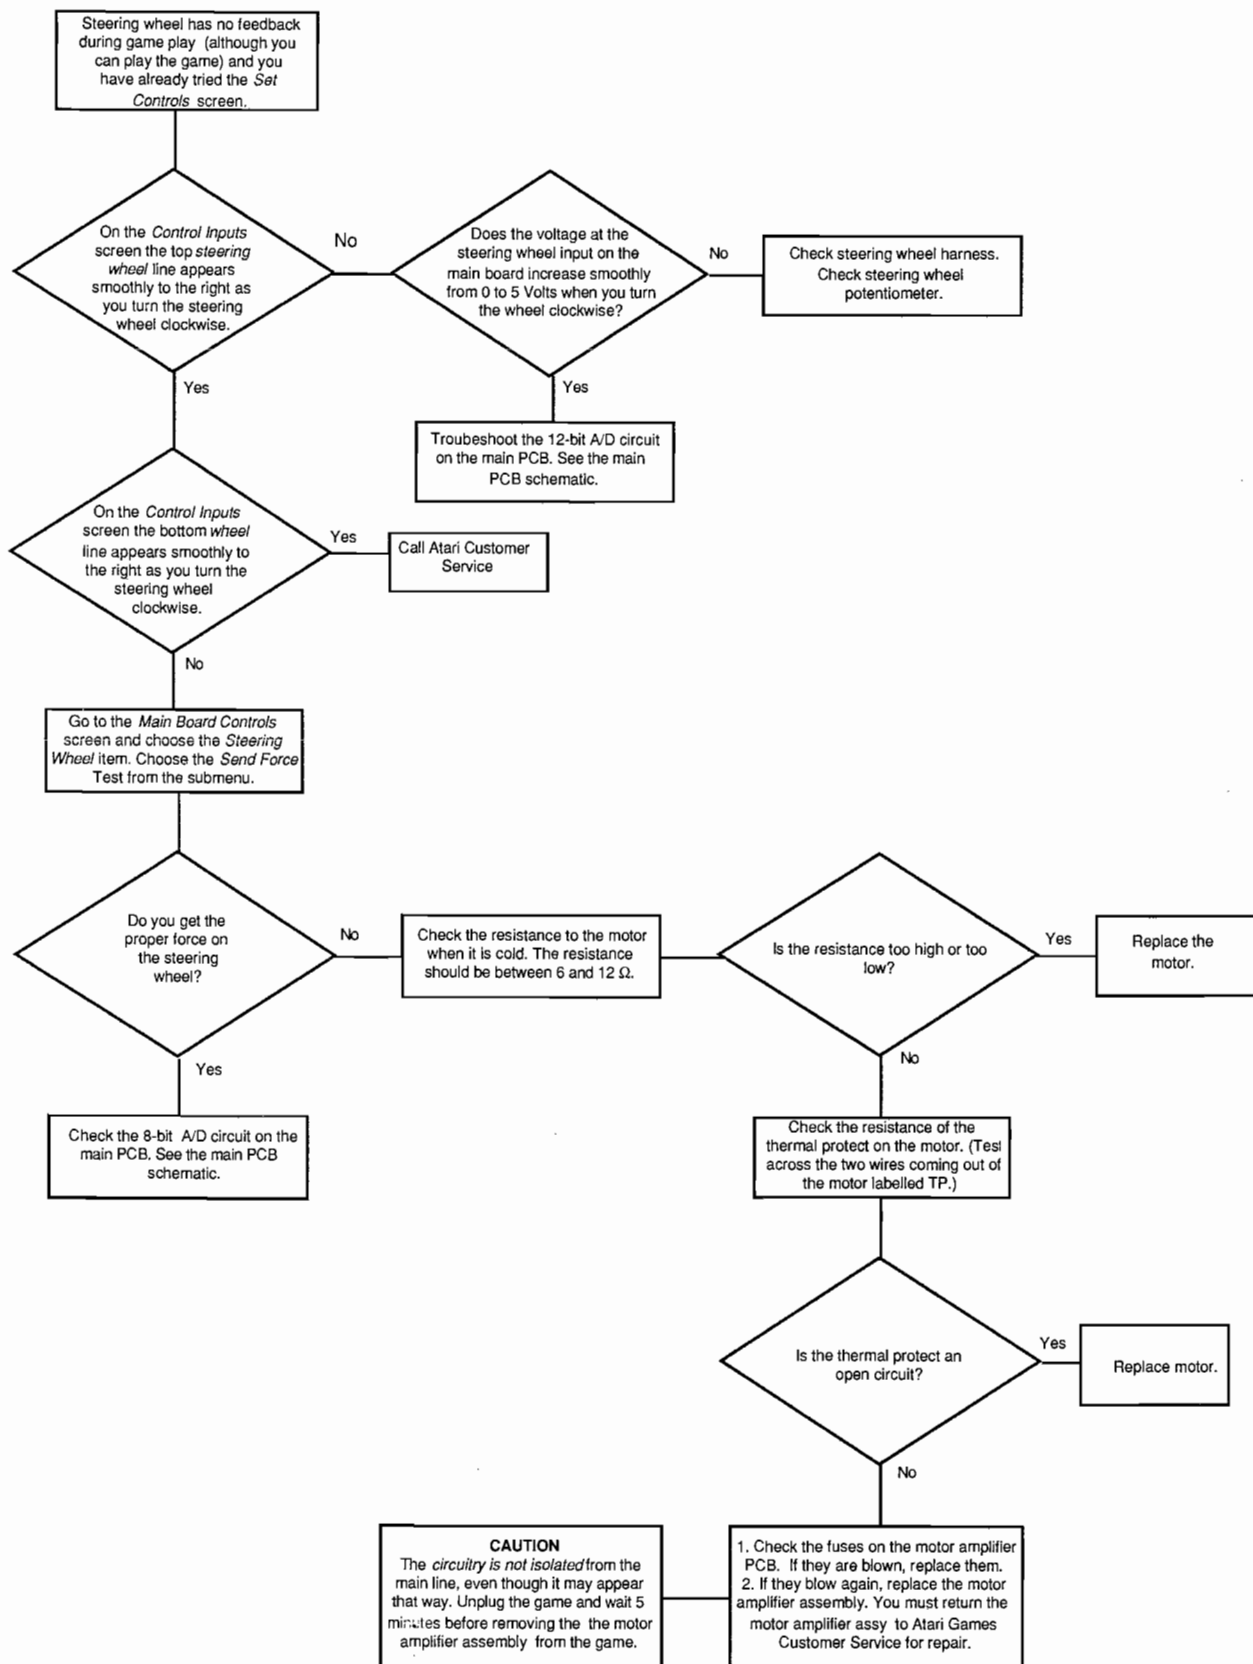 Steering wheel has no feedback
during game play (although you
can play the game) and you
have already tried the Set
Controls screen.
On the Control Inputs
screen the top steering
wheel line appears
smoothly to the right as
you turn the steering
wheel clockwise.
No
Does the voltage at the
steering wheel input on the
main board increase smoothly
from 0 to 5 Volts when you turn
the wheel clockwise?
No
Check steering wheel harness.
Check steering wheel
potentiometer.
Yes
Yes
Troubeshoot the 12-bit A/D circuit
on the main PCB. See the main
PCB schematic.
On the Control Inputs
screen the bottom wheel
line appears smoothly to
the right as you turn the
steering wheel
clockwise.
Yes
Call Atari Customer
Service
No
Go to the Main Board Controls
screen and choose the Steering
Wheel item. Choose the Send Force
Test from the submenu.
Do you get the
proper force on
the steering
wheel?
No
Check the resistance to the motor
when it is cold. The resistance
should be between 6 and 12 Ω.
Is the resistance too high or too
low?
Yes
Replace the
motor.
Yes
No
Check the 8-bit A/D circuit on the
main PCB. See the main PCB
schematic.
Check the resistance of the
thermal protect on the motor. (Test
across the two wires coming out of
the motor labelled TP.)
Is the thermal protect an
open circuit?
Yes
Replace motor.
No
CAUTION
The circuitry is not isolated from the
main line, even though it may appear
that way. Unplug the game and wait 5
minutes before removing the the motor
amplifier assembly from the game.
1. Check the fuses on the motor amplifier
PCB. If they are blown, replace them.
2. If they blow again, replace the motor
amplifier assembly. You must return the
motor amplifier assy to Atari Games
Customer Service for repair.